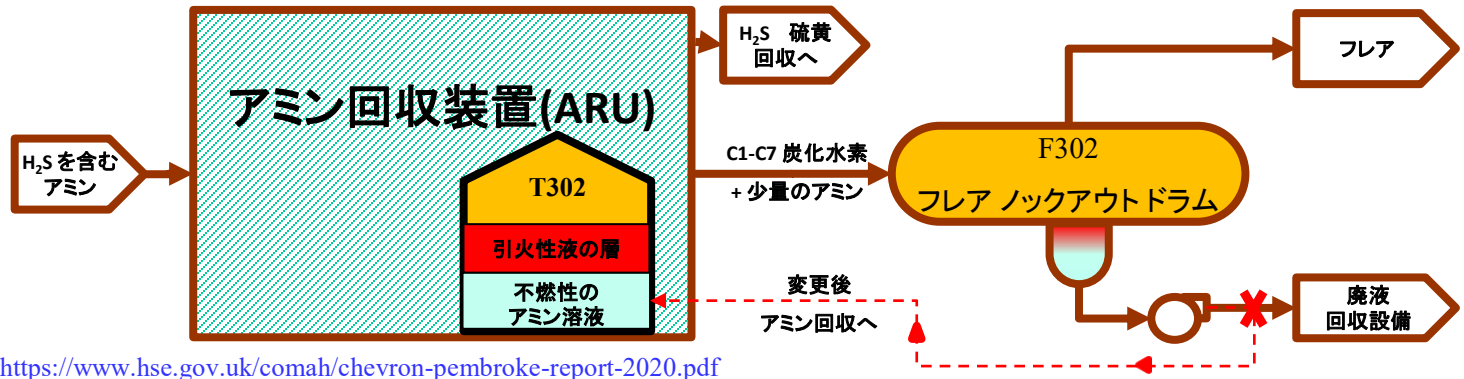 H₂S を含む
アミン
アミン回収装置(ARU)
T302
引火性液の層
不燃性の
アミン溶液
H₂S 硫黄
回収へ
C1-C7 炭化水素
+ 少量のアミン
F302
フレア ノックアウトドラム
フレア
変更後
アミン回収へ
廃液
回収設備
https://www.hse.gov.uk/comah/chevron-pembroke-report-2020.pdf